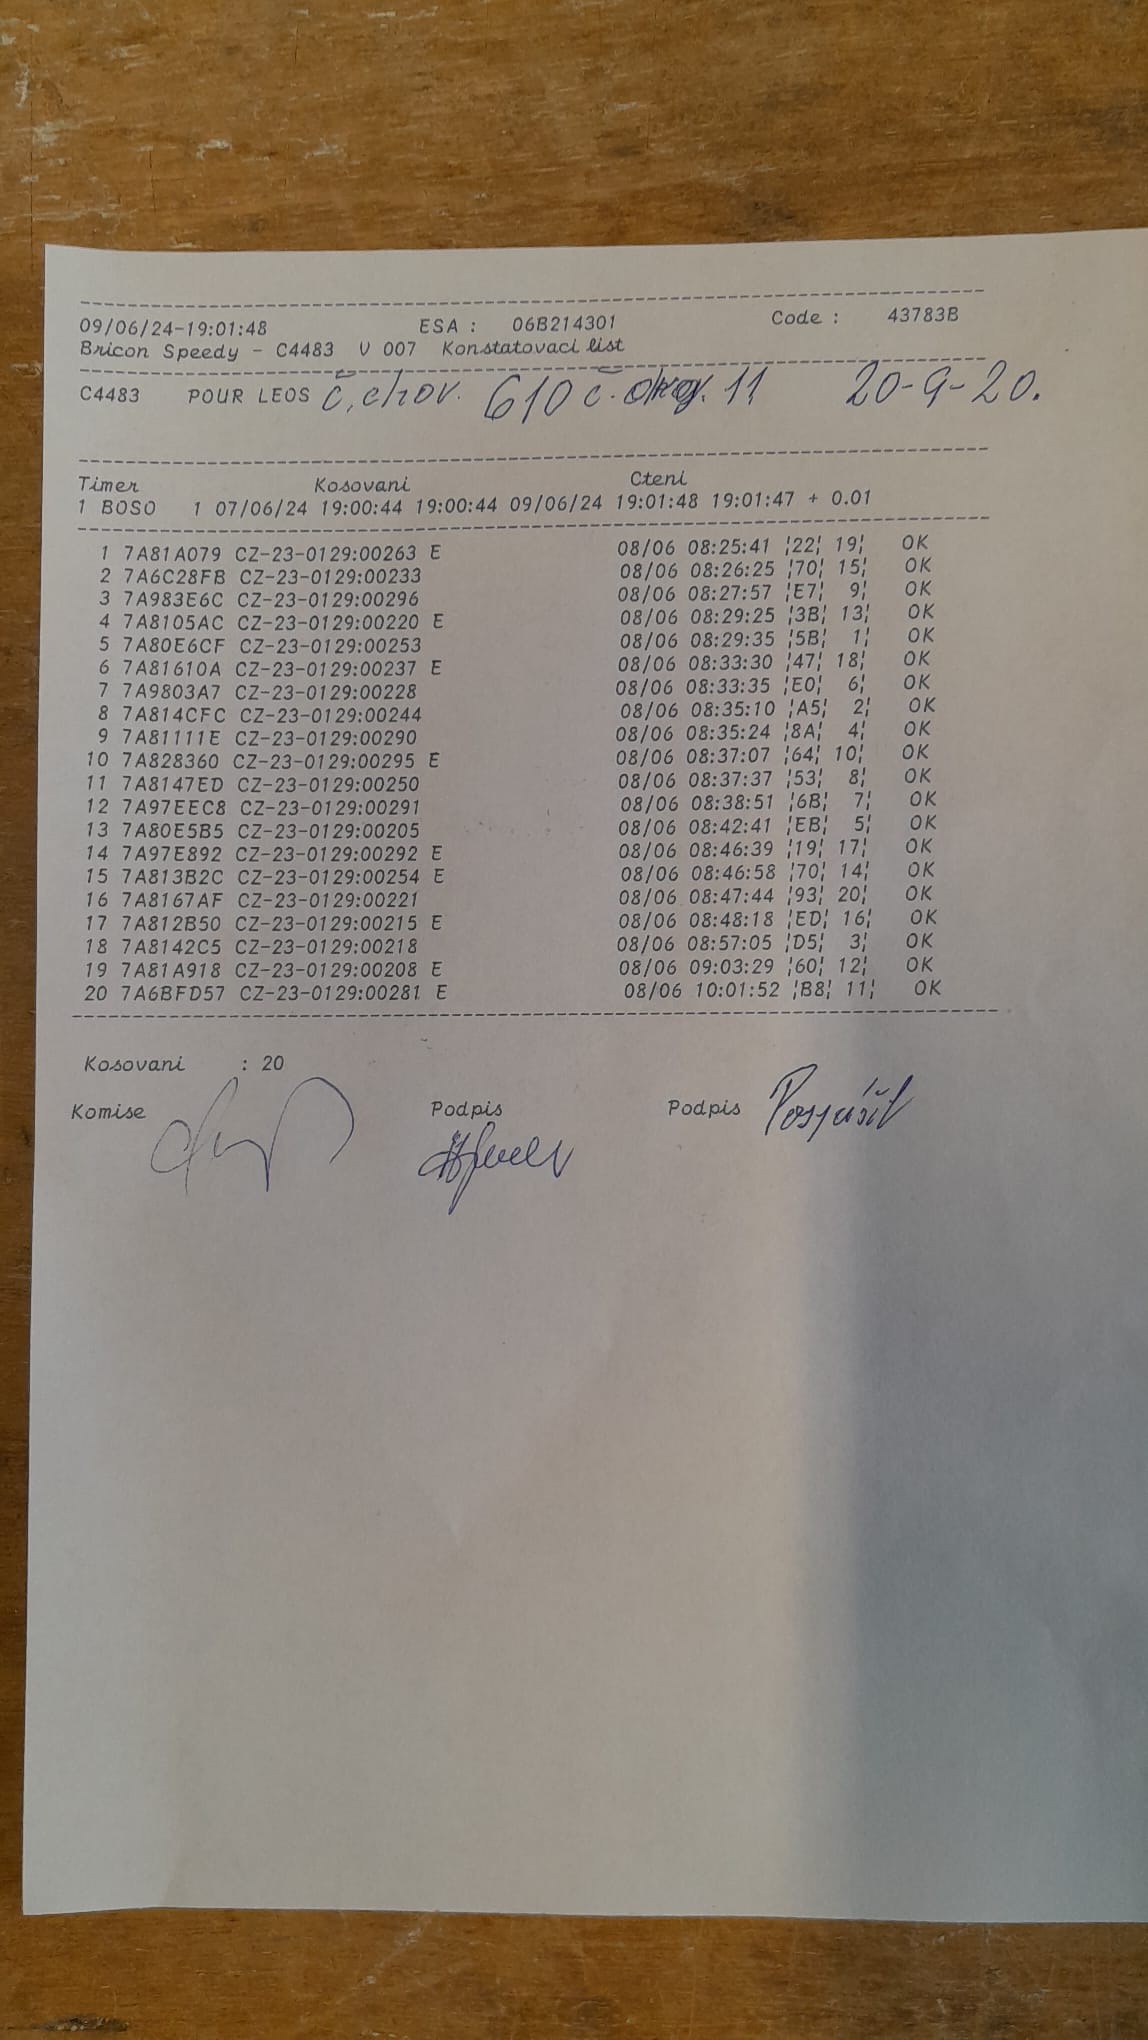 09/06/24-19:01:48 ESA : 06B214301 Code : 43783B
Bricon Speedy - C4483 V 007 Konstatovaci list
C4483 POUR LEOS č. chov. 610 č. 11 20-9-20.
Timer Kosovani Cteni
1 BOSO 1 07/06/24 19:00:44 19:00:44 09/06/24 19:01:48 19:01:47 + 0.01
1 7A81A079 CZ-23-0129:00263 E 08/06 08:25:41 ¦22¦ 19¦ OK
2 7A6C28FB CZ-23-0129:00233 08/06 08:26:25 ¦70¦ 15¦ OK
3 7A983E6C CZ-23-0129:00296 08/06 08:27:57 ¦E7¦ 9¦ OK
4 7A8105AC CZ-23-0129:00220 E 08/06 08:29:25 ¦3B¦ 13¦ OK
5 7A80E6CF CZ-23-0129:00253 08/06 08:29:35 ¦5B¦ 1¦ OK
6 7A81610A CZ-23-0129:00237 E 08/06 08:33:30 ¦47¦ 18¦ OK
7 7A9803A7 CZ-23-0129:00228 08/06 08:33:35 ¦E0¦ 6¦ OK
8 7A814CFC CZ-23-0129:00244 08/06 08:35:10 ¦A5¦ 2¦ OK
9 7A81111E CZ-23-0129:00290 08/06 08:35:24 ¦8A¦ 4¦ OK
10 7A828360 CZ-23-0129:00295 E 08/06 08:37:07 ¦64¦ 10¦ OK
11 7A8147ED CZ-23-0129:00250 08/06 08:37:37 ¦53¦ 8¦ OK
12 7A97EEC8 CZ-23-0129:00291 08/06 08:38:51 ¦6B¦ 7¦ OK
13 7A80E5B5 CZ-23-0129:00205 08/06 08:42:41 ¦EB¦ 5¦ OK
14 7A97E892 CZ-23-0129:00292 E 08/06 08:46:39 ¦19¦ 17¦ OK
15 7A813B2C CZ-23-0129:00254 E 08/06 08:46:58 ¦70¦ 14¦ OK
16 7A8167AF CZ-23-0129:00221 08/06 08:47:44 ¦93¦ 20¦ OK
17 7A812B50 CZ-23-0129:00215 E 08/06 08:48:18 ¦ED¦ 16¦ OK
18 7A8142C5 CZ-23-0129:00218 08/06 08:57:05 ¦D5¦ 3¦ OK
19 7A81A918 CZ-23-0129:00208 E 08/06 09:03:29 ¦60¦ 12¦ OK
20 7A6BFD57 CZ-23-0129:00281 E 08/06 10:01:52 ¦B8¦ 11¦ OK
Kosovani : 20
Komise Podpis Podpis Pospíšil